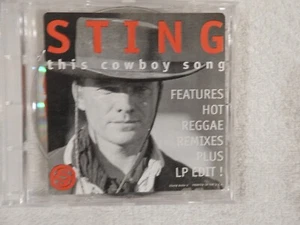 STING
this cowboy song
FEATURES
HOT
REGGAE
REMIXES
PLUS
LP EDIT !